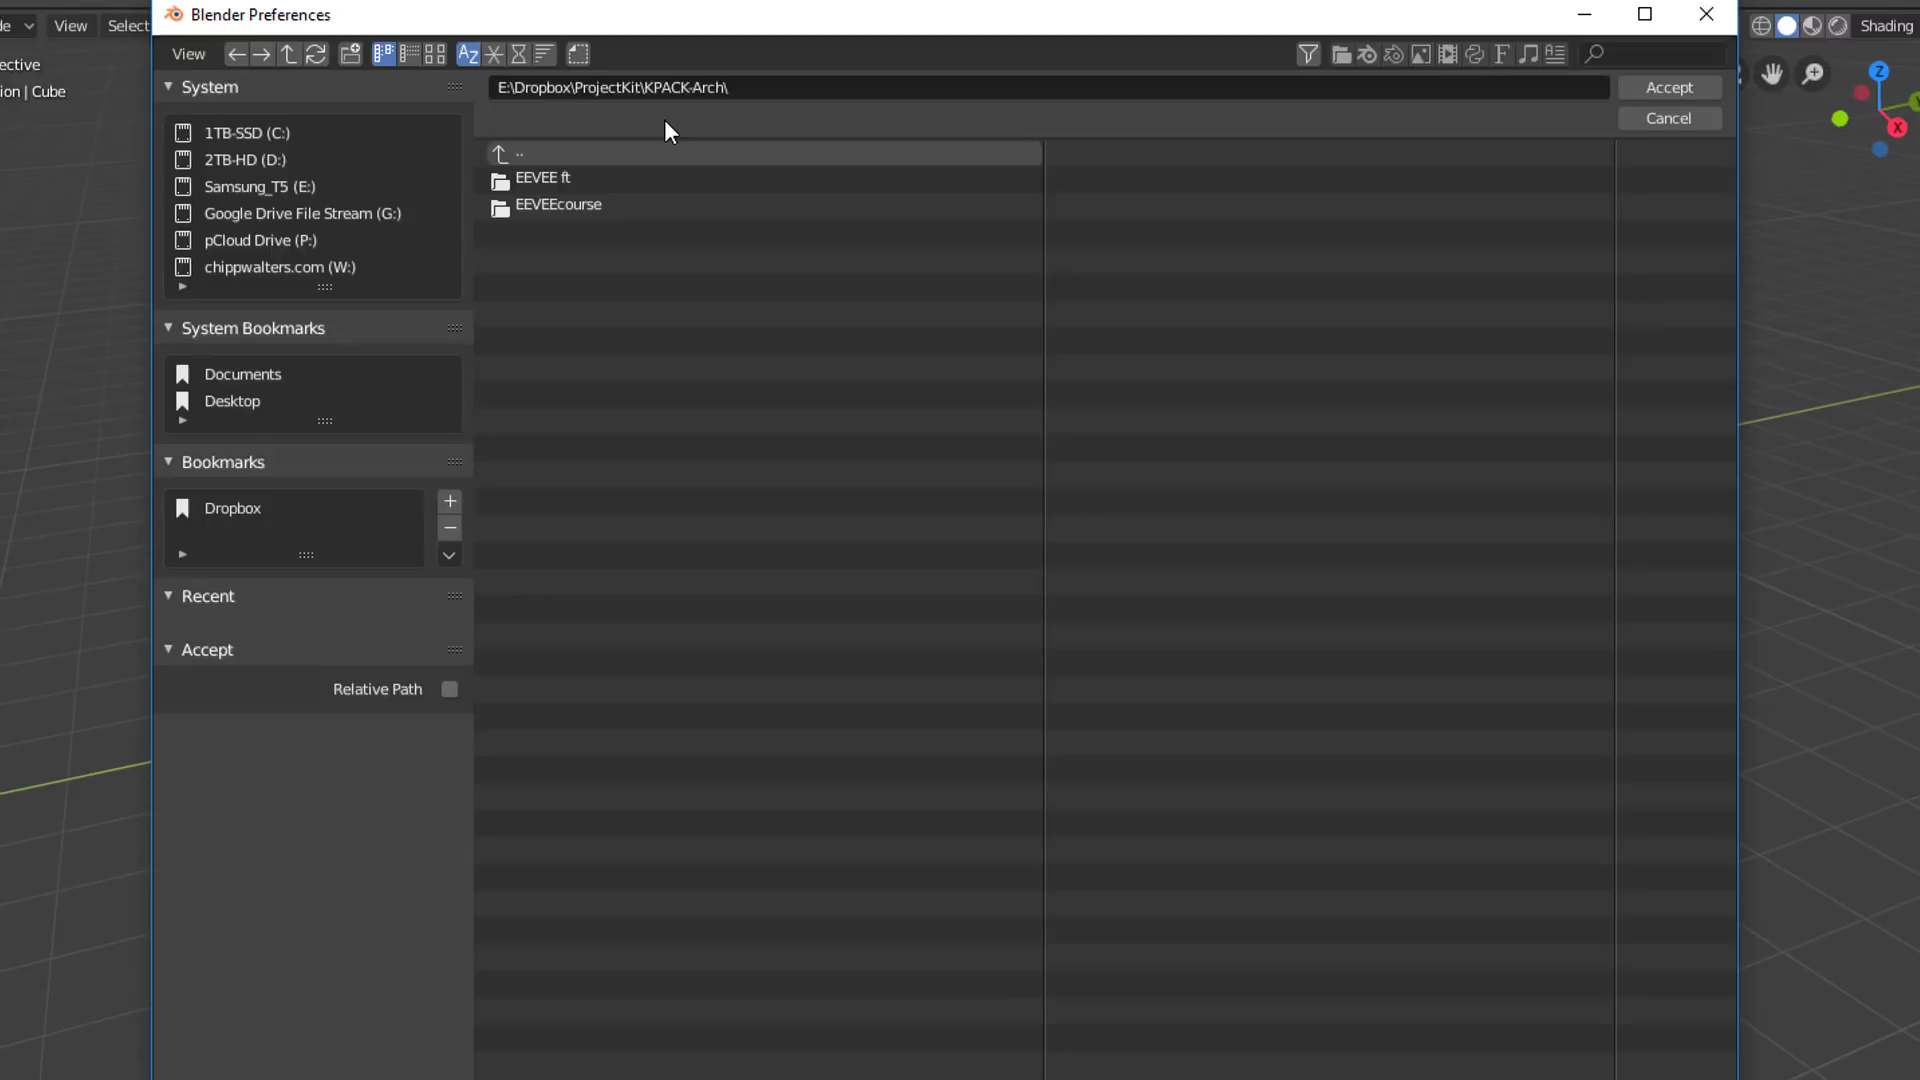 Blender Preferences
de
View
Select
Shading
View
ective
ion | Cube
System
E:\Dropbox\ProjectKit\KPACK-Arch\
Accept
Cancel
1TB-SSD (C:)
2TB-HD (D:)
Samsung_T5 (E:)
Google Drive File Stream (G:)
pCloud Drive (P:)
chippwalters.com (W:)
..
EEVEE ft
EEVEEcourse
System Bookmarks
Documents
Desktop
Bookmarks
Dropbox
Recent
Accept
Relative Path
Z
X